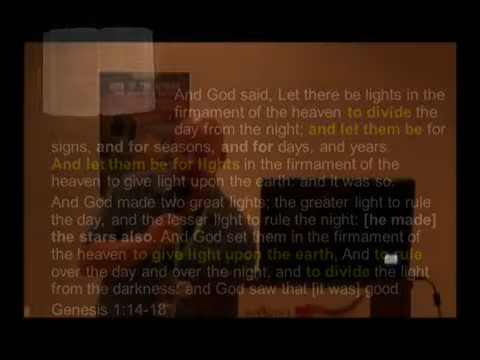 And God said, Let there be lights in the
firmament of the heaven to divide the
day from the night; and let them be for
signs, and for seasons, and for days, and years:
And let them be for lights in the firmament of the
heaven to give light upon the earth: and it was so.
And God made two great lights; the greater light to rule
the day, and the lesser light to rule the night: [he made]
the stars also. And God set them in the firmament of
the heaven to give light upon the earth, And to rule
over the day and over the night, and to divide the light
from the darkness: and God saw that [it was] good.
Genesis 1:14-18